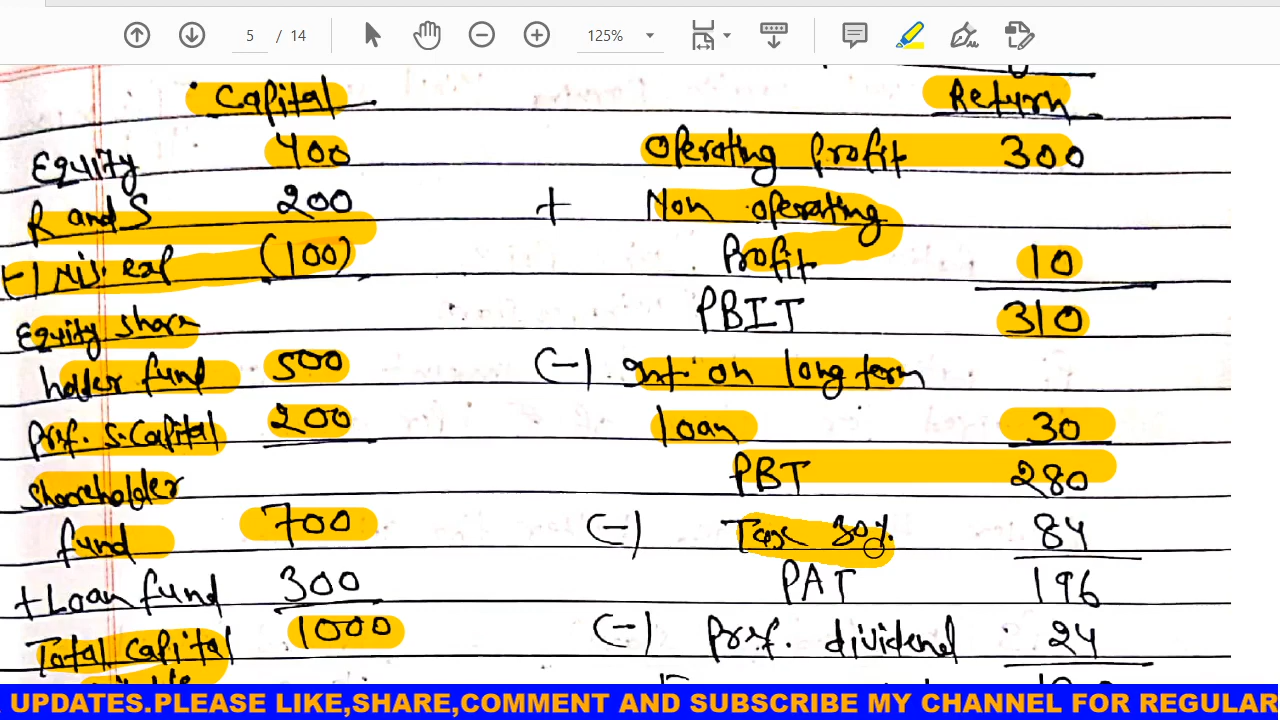 5 / 14
125%
Capital
Return
Equity 400
Operating Profit 300
R and S 200
+ Non operating
Profit 10
(-) Mis. exp (100)
PBIT 310
Equity share
holder fund 500
(-) Int. on long term
loan 30
Pref. S. Capital 200
PBT 280
Shareholder
fund 700
(-) Tax 30% 84
PAT 196
+ Loan fund 300
(-) Pref. dividend 24
Total Capital 1000
UPDATES.PLEASE LIKE,SHARE,COMMENT AND SUBSCRIBE MY CHANNEL FOR REGULAR